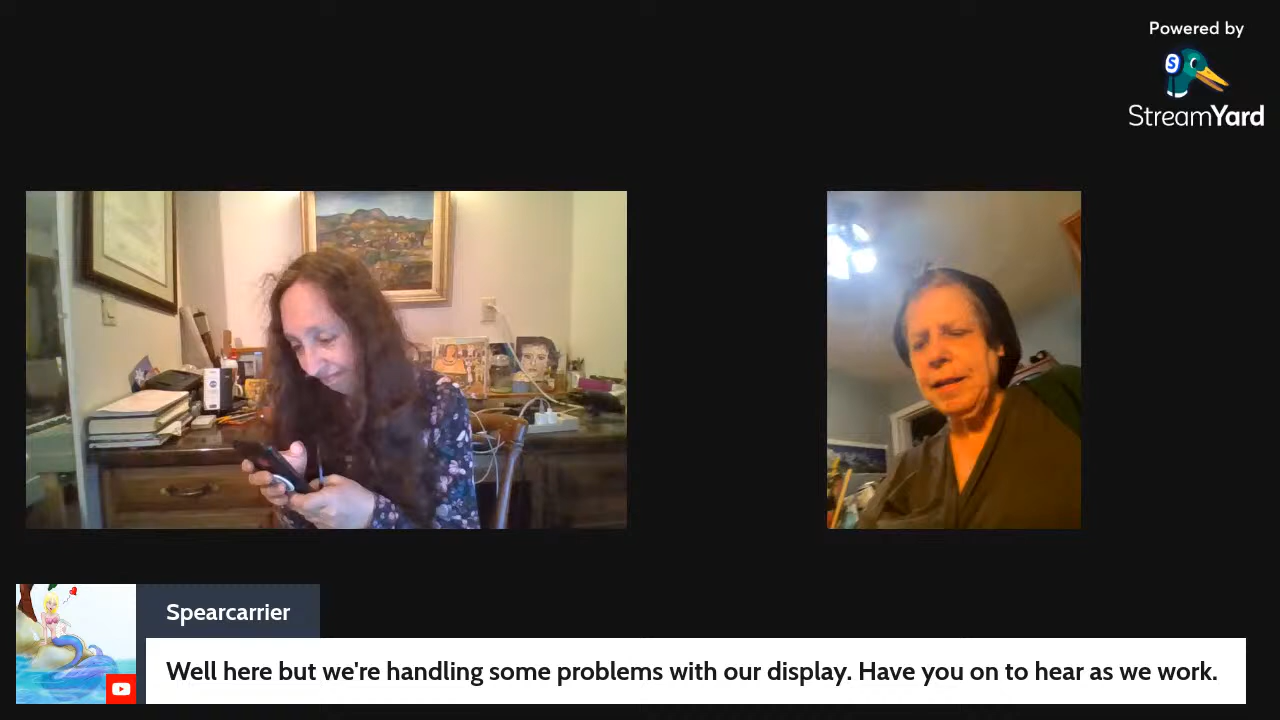 Powered by
S
StreamYard
Spearcarrier
Well here but we're handling some problems with our display. Have you on to hear as we work.